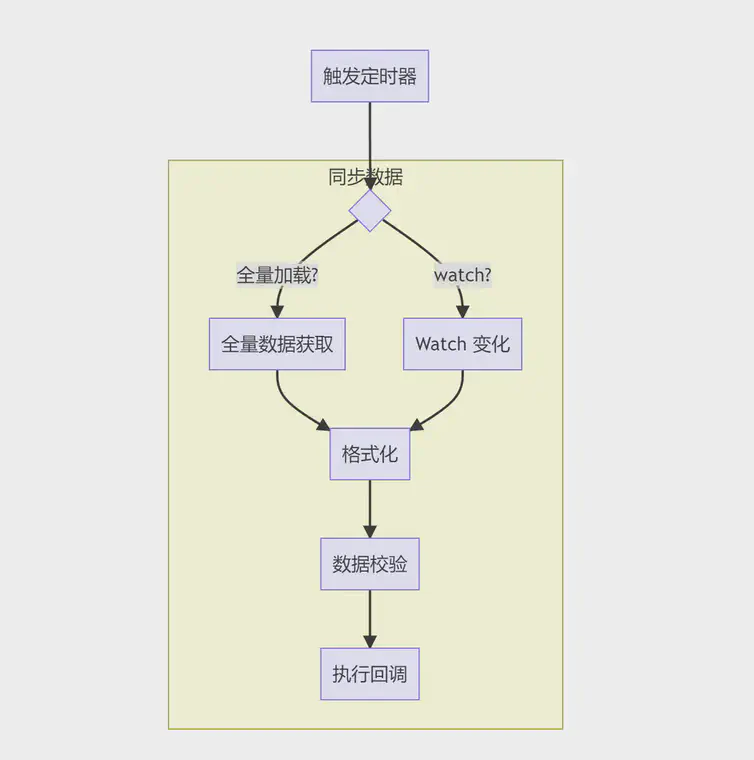 触发定时器
同步数据
全量加载?
watch?
全量数据获取
Watch 变化
格式化
数据校验
执行回调